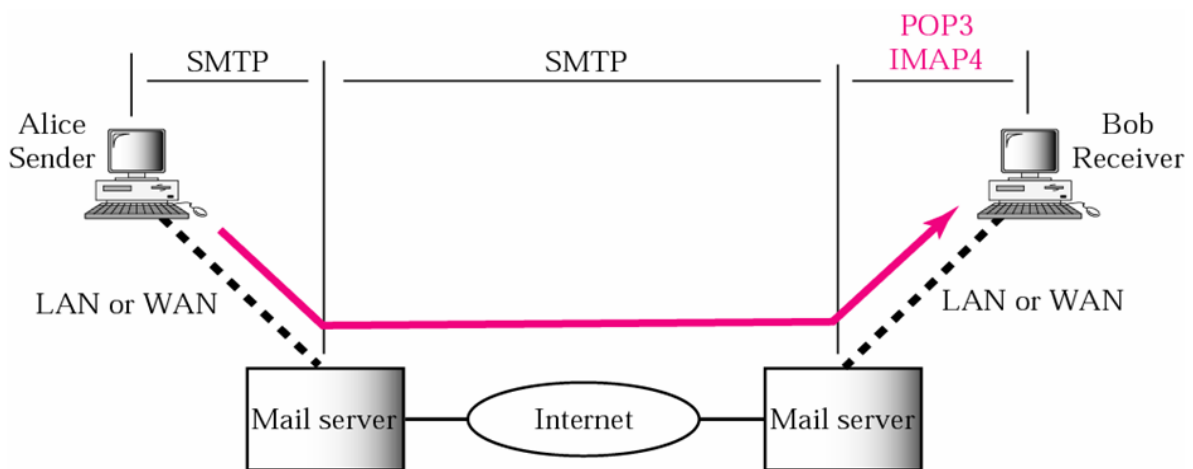 POP3
SMTP
SMTP
IMAP4
Alice
Sender
Bob
Receiver
LAN or WAN
LAN or WAN
Mail server
Internet
Mail server